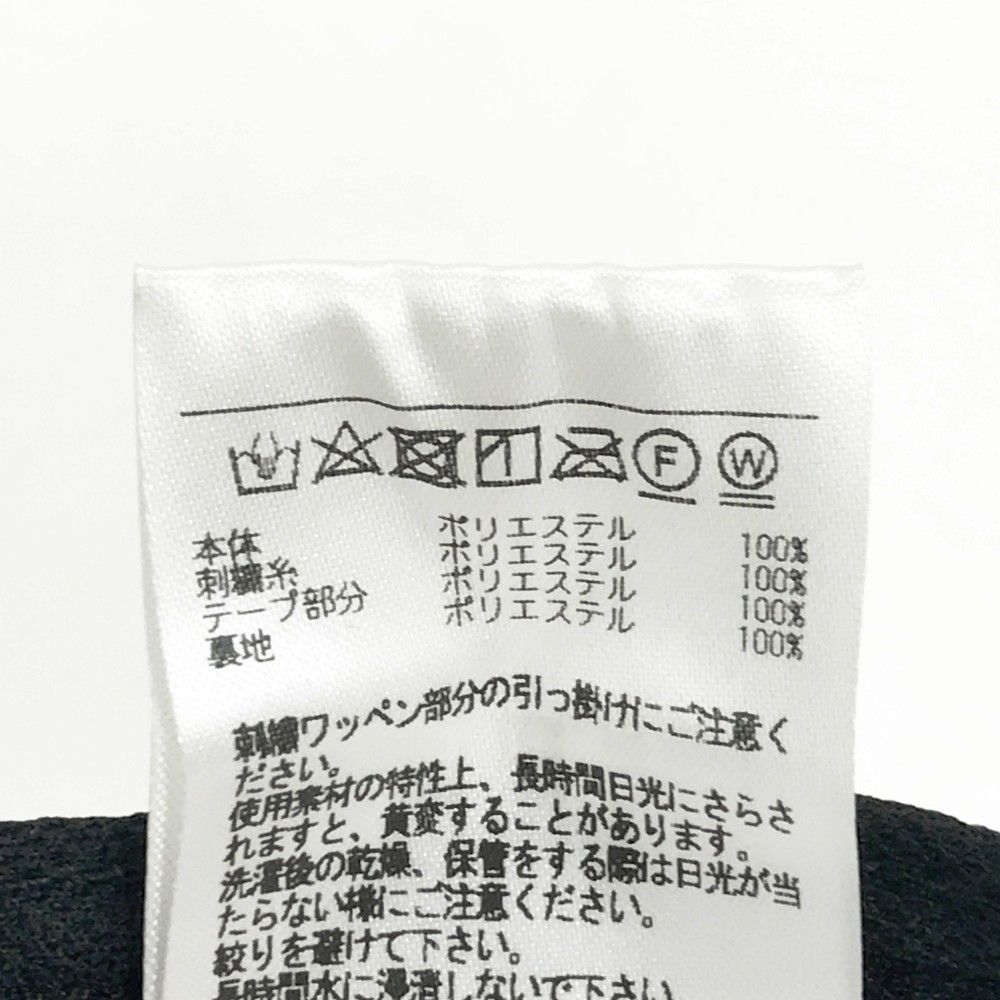 F W
本体 ポリエステル 100%
刺繍糸 ポリエステル 100%
テープ部分 ポリエステル 100%
裏地 ポリエステル 100%
刺繍ワッペン部分の引っ掛けにご注意く
ださい。
使用素材の特性上、長時間日光にさらさ
れますと、黄変することがあります。
洗濯後の乾燥、保管をする際は日光が当
たらない様にご注意ください。
絞りを避けて下さい。
長時間水に浸漬しないで下さい。